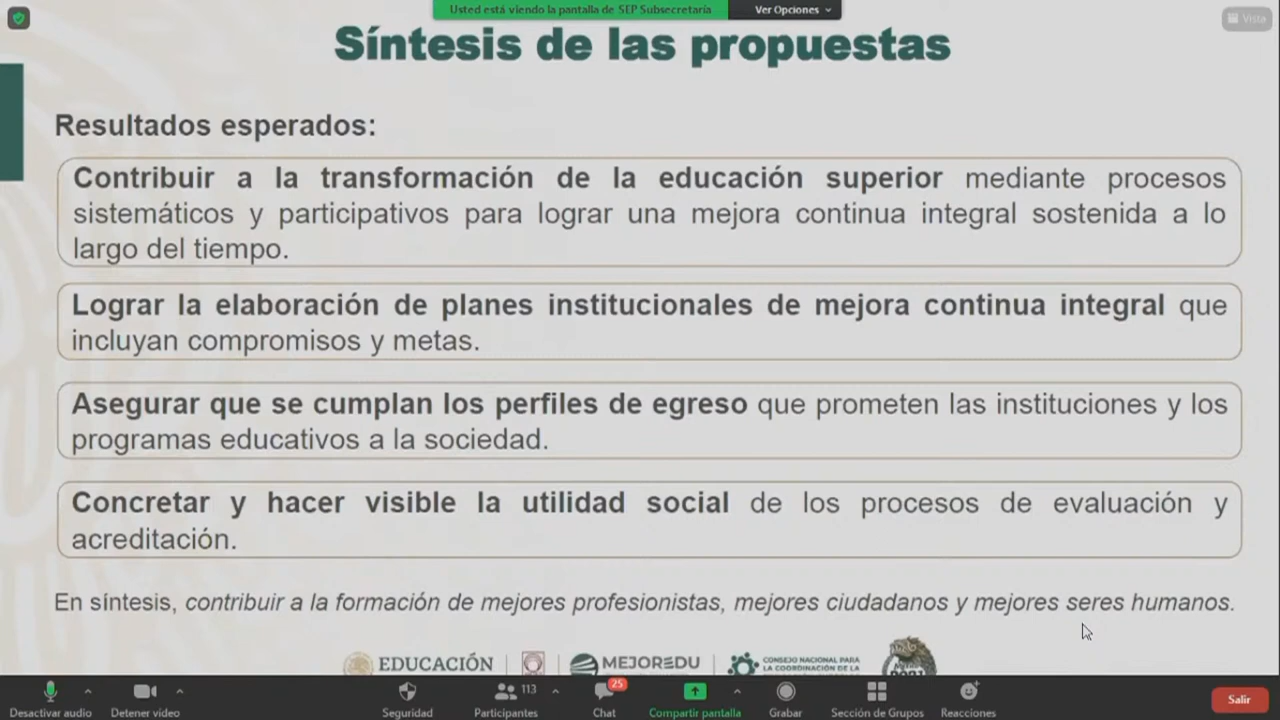 Usted está viendo la pantalla de SEP Subsecretaría
Ver Opciones
Vista
Síntesis de las propuestas
Resultados esperados:
Contribuir a la transformación de la educación superior mediante procesos
sistemáticos y participativos para lograr una mejora continua integral sostenida a lo
largo del tiempo.
Lograr la elaboración de planes institucionales de mejora continua integral que
incluyan compromisos y metas.
Asegurar que se cumplan los perfiles de egreso que prometen las instituciones y los
programas educativos a la sociedad.
Concretar y hacer visible la utilidad social de los procesos de evaluación y
acreditación.
En síntesis, contribuir a la formación de mejores profesionistas, mejores ciudadanos y mejores seres humanos.
EDUCACIÓN
MEJOREDU
CONSEJO NACIONAL PARA
LA COORDINACIÓN DE LA
113
25
Desactivar audio
Detener video
Seguridad
Participantes
Chat
Compartir pantalla
Grabar
Sección de Grupos
Reacciones
Salir